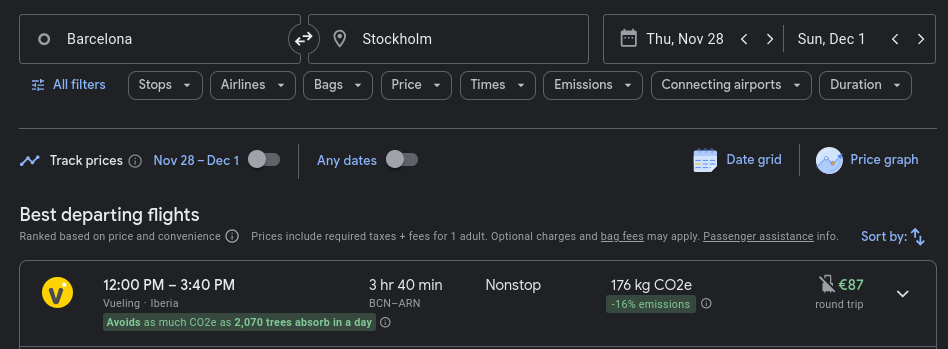 Barcelona Stockholm Thu, Nov 28 Sun, Dec 1
All filters Stops Airlines Bags Price Times Emissions Connecting airports Duration
Track prices Nov 28 – Dec 1 Any dates Date grid Price graph
Best departing flights
Ranked based on price and convenience Prices include required taxes + fees for 1 adult. Optional charges and bag fees may apply. Passenger assistance info. Sort by:
12:00 PM – 3:40 PM 3 hr 40 min Nonstop 176 kg CO2e €87
Vueling · Iberia BCN–ARN -16% emissions round trip
Avoids as much CO2e as 2,070 trees absorb in a day